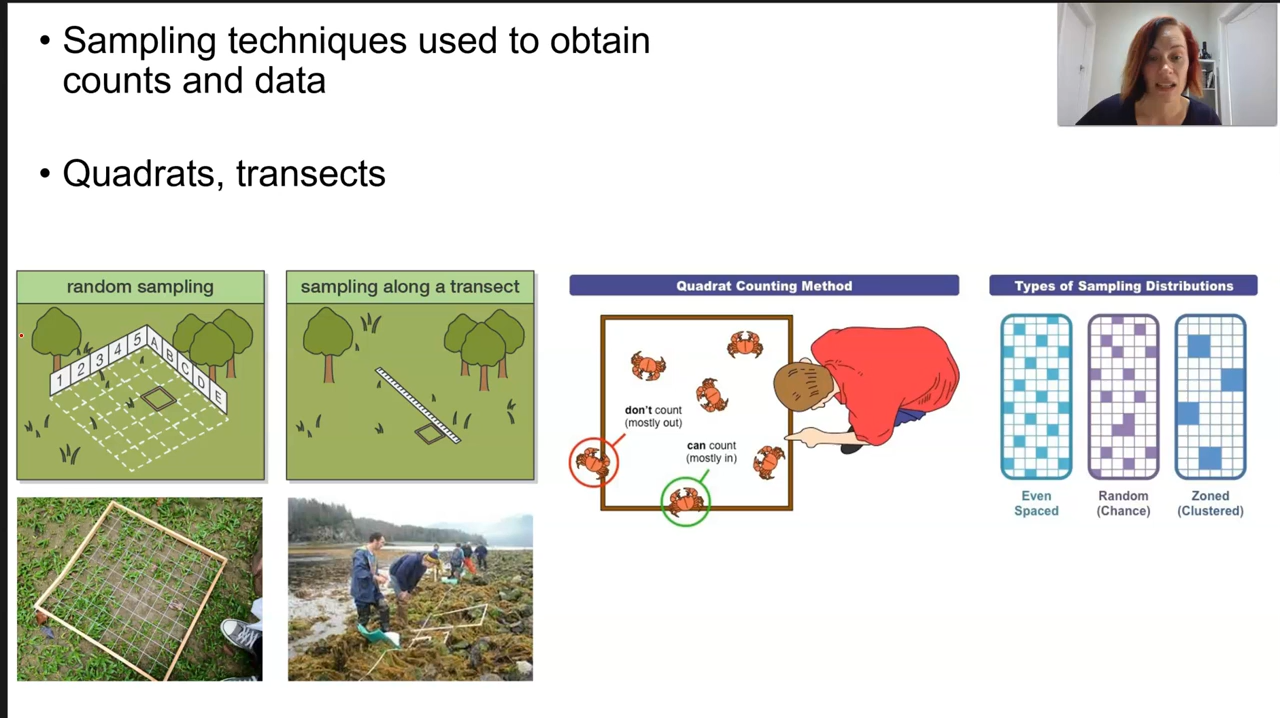 • Sampling techniques used to obtain
counts and data
• Quadrats, transects
random sampling
1 2 3 4 5 A B C D E
sampling along a transect
Quadrat Counting Method
don't count
(mostly out)
can count
(mostly in)
Types of Sampling Distributions
Even
Spaced
Random
(Chance)
Zoned
(Clustered)